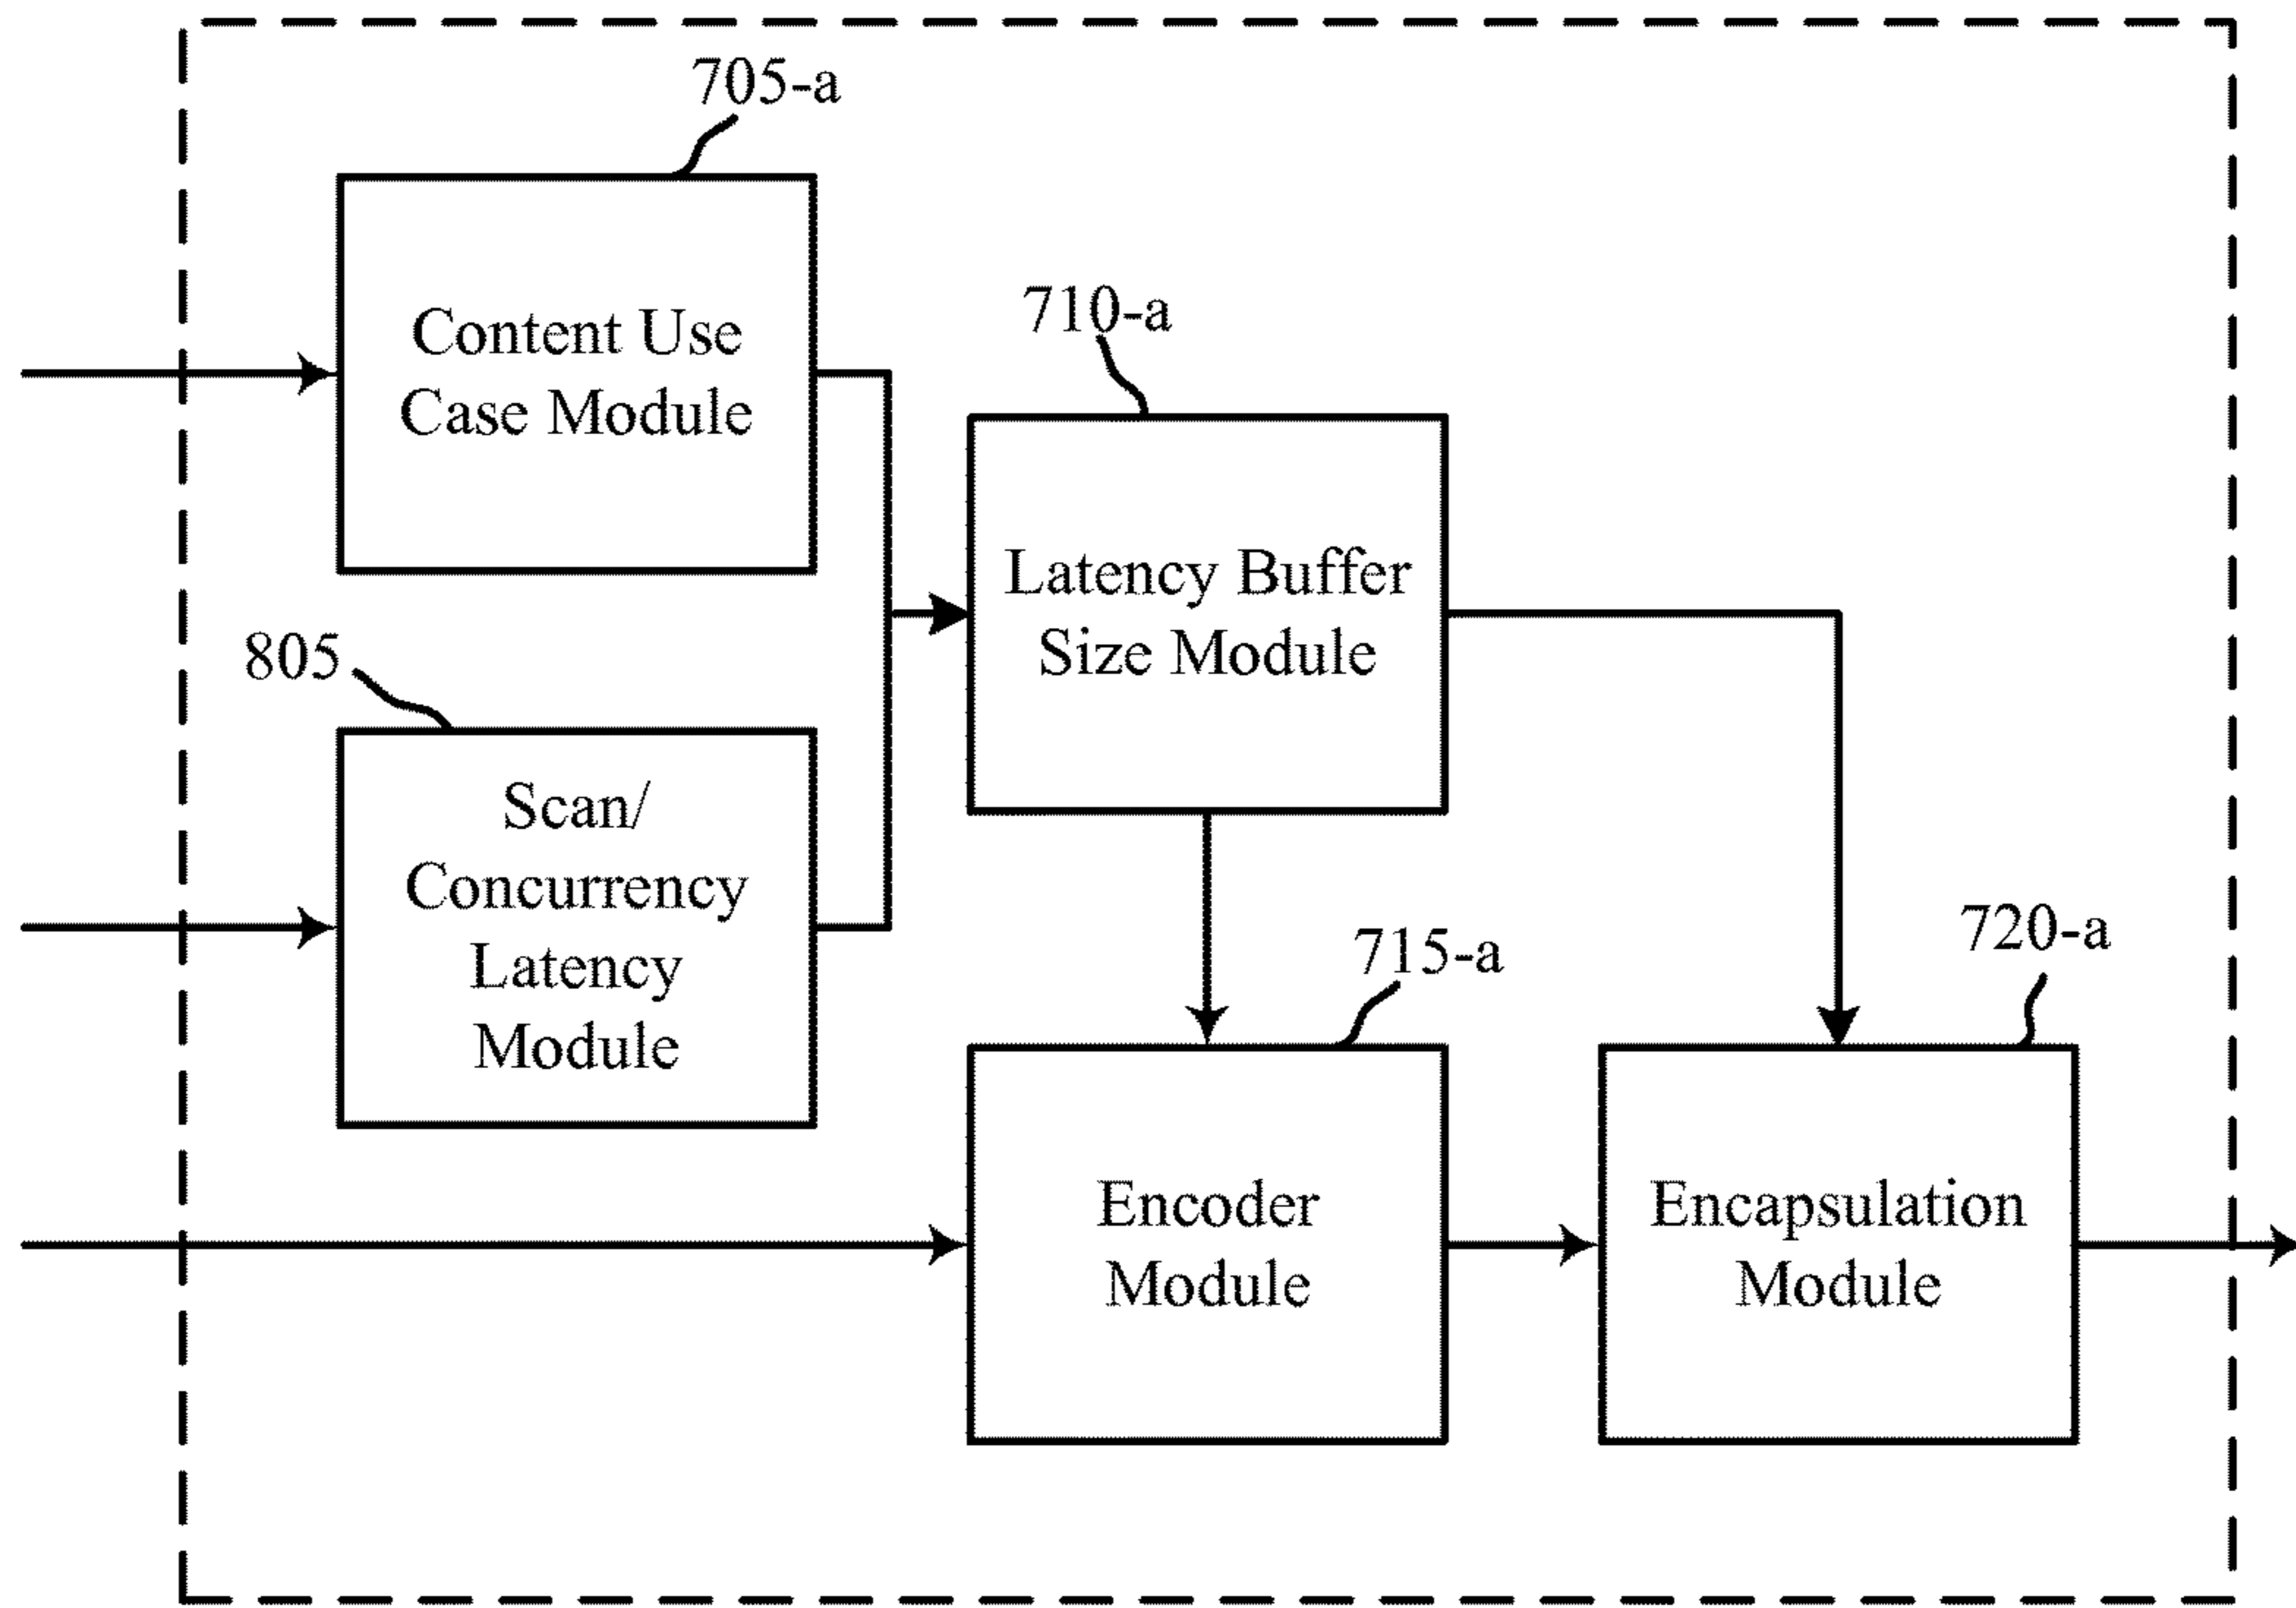 705-a
Content Use
Case Module
710-a
Latency Buffer
Size Module
805
Scan/
Concurrency
Latency
Module
715-a
Encoder
Module
720-a
Encapsulation
Module